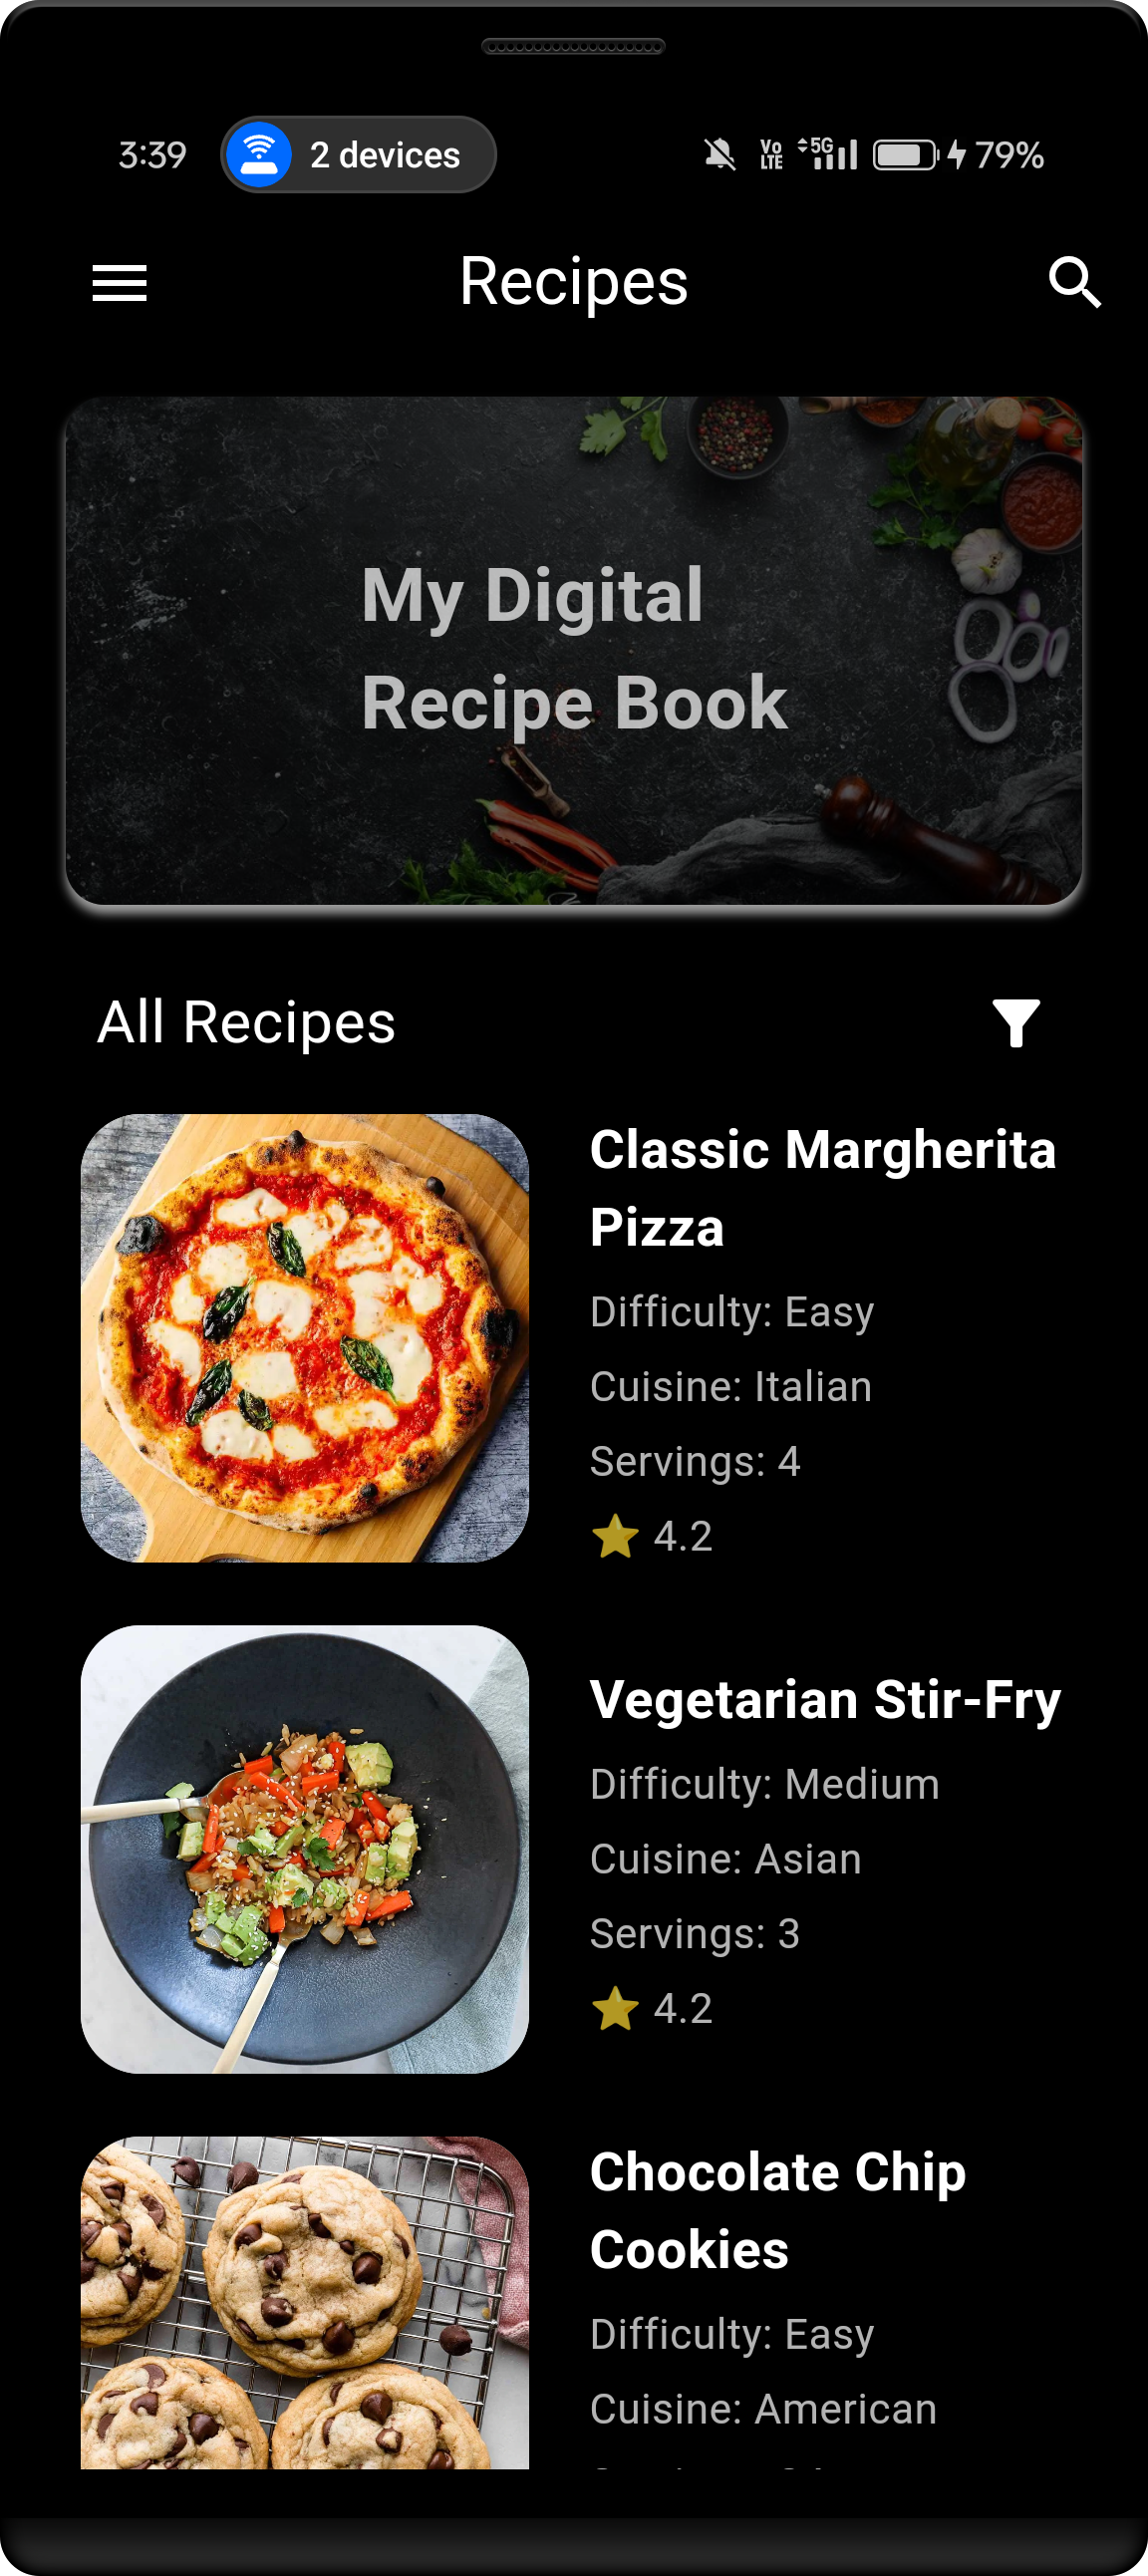 3:39 2 devices Vo LTE 5G 79%
Recipes
My Digital
Recipe Book
All Recipes
Classic Margherita
Pizza
Difficulty: Easy
Cuisine: Italian
Servings: 4
4.2
Vegetarian Stir-Fry
Difficulty: Medium
Cuisine: Asian
Servings: 3
4.2
Chocolate Chip
Cookies
Difficulty: Easy
Cuisine: American